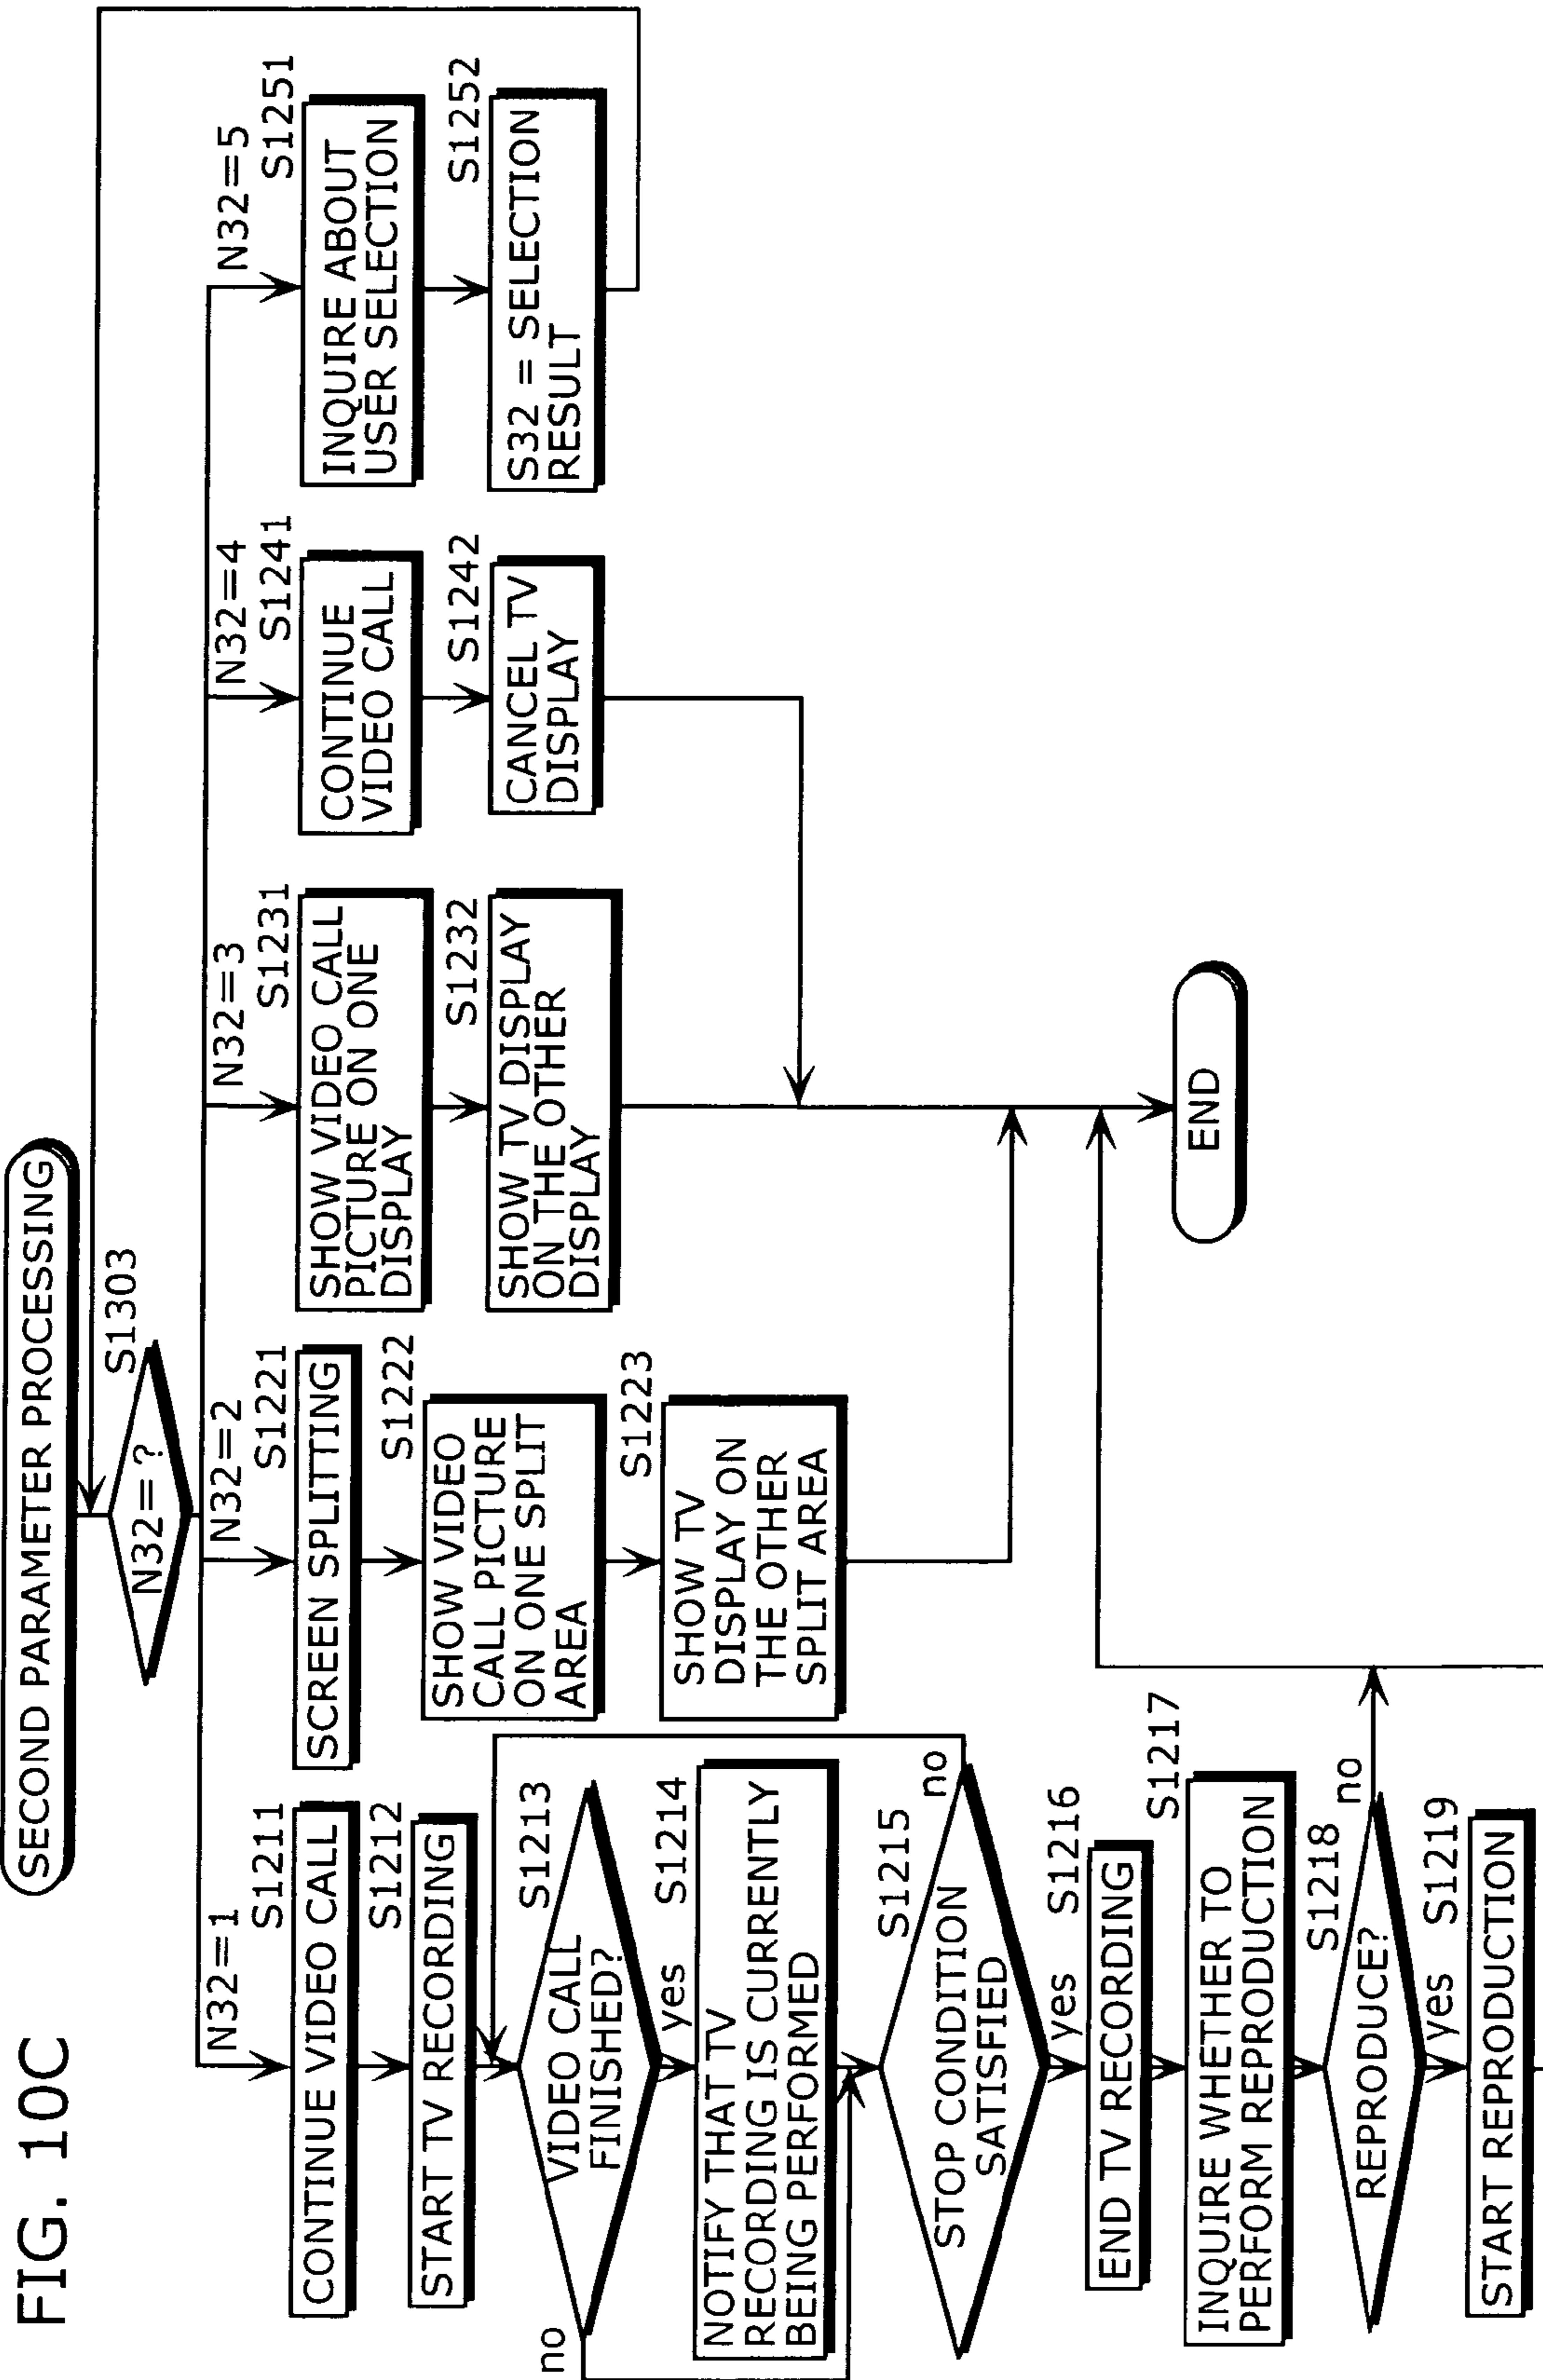 FIG. 10C
SECOND PARAMETER PROCESSING
S1303
N32=?
N32=1
S1211
CONTINUE VIDEO CALL
S1212
START TV RECORDING
S1213
VIDEO CALL
FINISHED?
no
yes
S1214
NOTIFY THAT TV
RECORDING IS CURRENTLY
BEING PERFORMED
S1215
STOP CONDITION
SATISFIED
no
yes
S1216
END TV RECORDING
S1217
INQUIRE WHETHER TO
PERFORM REPRODUCTION
S1218
REPRODUCE?
no
yes
S1219
START REPRODUCTION
N32=2
S1221
SCREEN SPLITTING
S1222
SHOW VIDEO
CALL PICTURE
ON ONE SPLIT
AREA
S1223
SHOW TV
DISPLAY ON
THE OTHER
SPLIT AREA
N32=3
S1231
SHOW VIDEO CALL
PICTURE ON ONE
DISPLAY
S1232
SHOW TV DISPLAY
ON THE OTHER
DISPLAY
N32=4
S1241
CONTINUE
VIDEO CALL
S1242
CANCEL TV
DISPLAY
N32=5
S1251
INQUIRE ABOUT
USER SELECTION
S1252
S32 = SELECTION
RESULT
END